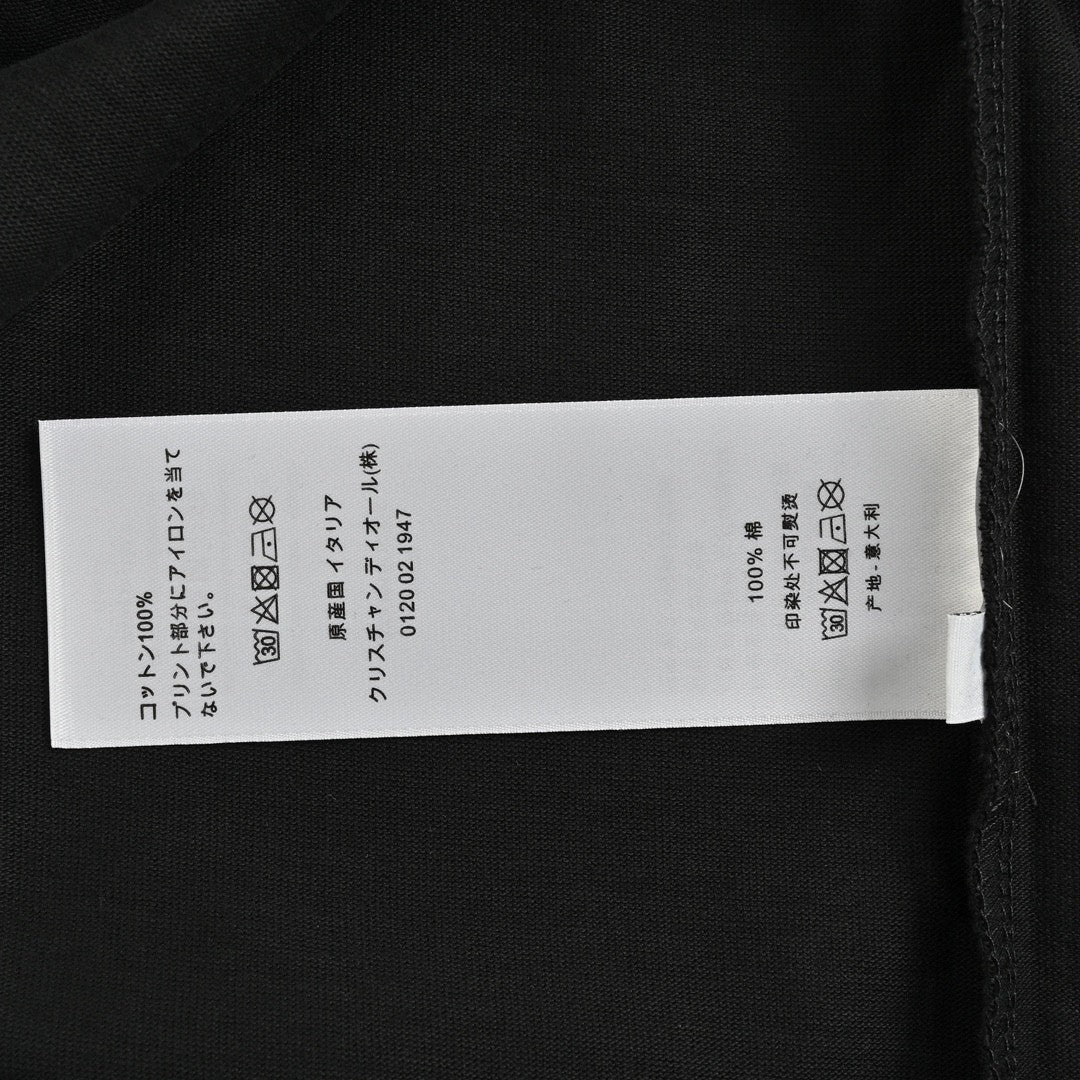 コットン100%
プリント部分にアイロンを当て
ないで下さい。
30
原産国 イタリア
クリスチャン ディオール(株)
0120 02 1947
100% 棉
印染处不可熨烫
30
产地 - 意大利